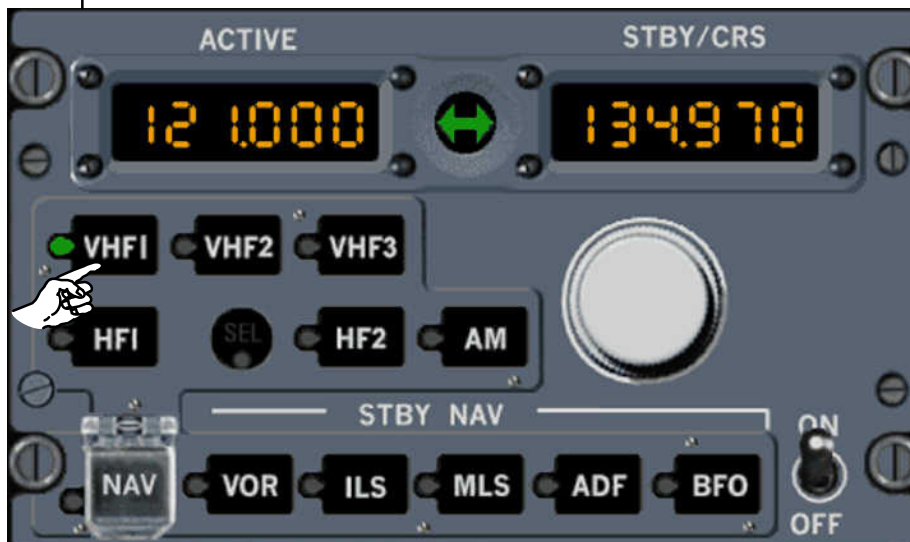 ACTIVE STBY/CRS
121.000 134.970
VHF1 VHF2 VHF3
HF1 SEL HF2 AM
STBY NAV
ON
NAV VOR ILS MLS ADF BFO
OFF